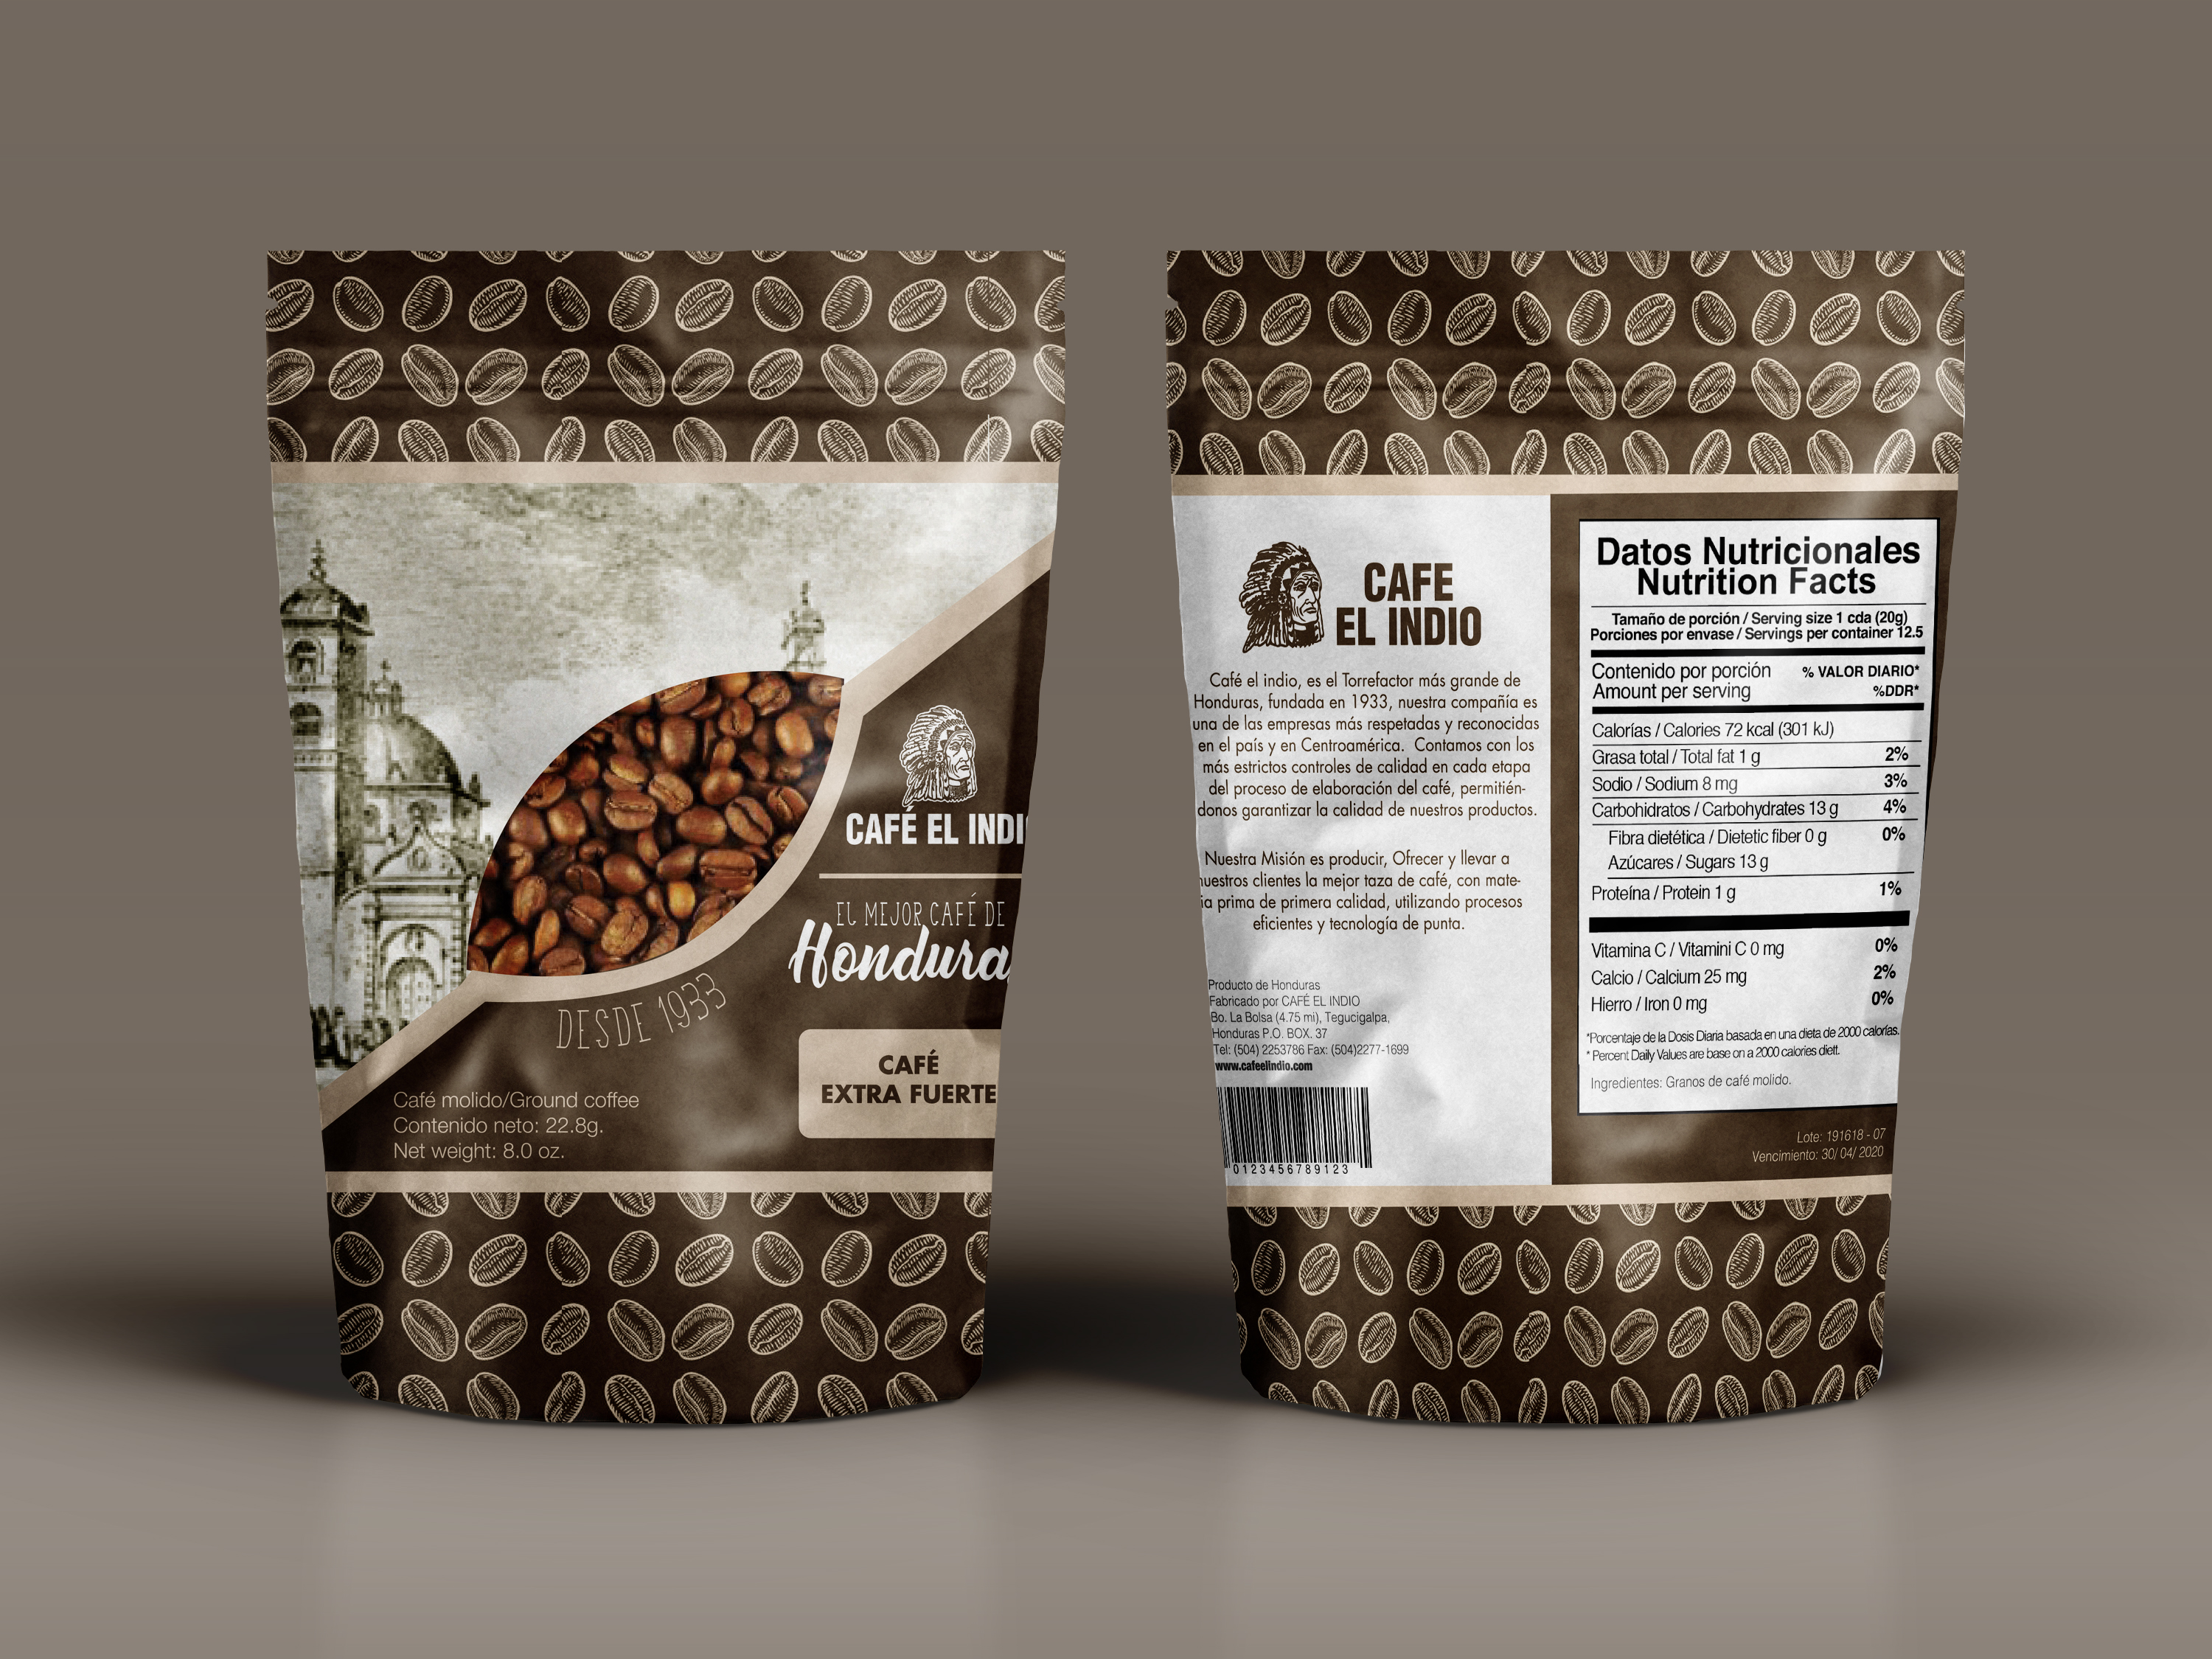 CAFÉ EL INDI
EL MEJOR CAFÉ DE
Hondura
DESDE 1933
CAFÉ
EXTRA FUERTE
Café molido/Ground coffee
Contenido neto: 22.8g.
Net weight: 8.0 oz.
CAFE
EL INDIO
Café el indio, es el Torrefactor más grande de
Honduras, fundada en 1933, nuestra compañía es
una de las empresas más respetadas y reconocidas
en el país y en Centroamérica. Contamos con los
más estrictos controles de calidad en cada etapa
del proceso de elaboración del café, permitién-
donos garantizar la calidad de nuestros productos.
Nuestra Misión es producir, Ofrecer y llevar a
nuestros clientes la mejor taza de café, con mate-
ia prima de primera calidad, utilizando procesos
eficientes y tecnología de punta.
Producto de Honduras
Fabricado por CAFÉ EL INDIO
Bo. La Bolsa (4.75 mi), Tegucigalpa,
Honduras P.O. BOX. 37
Tel: (504) 2253786 Fax: (504)2277-1699
www.cafeelindio.com
0123456789123
Datos Nutricionales
Nutrition Facts
Tamaño de porción / Serving size 1 cda (20g)
Porciones por envase / Servings per container 12.5
Contenido por porción % VALOR DIARIO*
Amount per serving %DDR*
Calorías / Calories 72 kcal (301 kJ)
Grasa total / Total fat 1 g 2%
Sodio / Sodium 8 mg 3%
Carbohidratos / Carbohydrates 13 g 4%
Fibra dietética / Dietetic fiber 0 g 0%
Azúcares / Sugars 13 g
Proteína / Protein 1 g 1%
Vitamina C / Vitamini C 0 mg 0%
Calcio / Calcium 25 mg 2%
Hierro / Iron 0 mg 0%
*Porcentaje de la Dosis Diaria basada en una dieta de 2000 calorías.
* Percent Daily Values are base on a 2000 calories diett.
Ingredientes: Granos de café molido.
Lote: 191618 - 07
Vencimiento: 30/ 04/ 2020